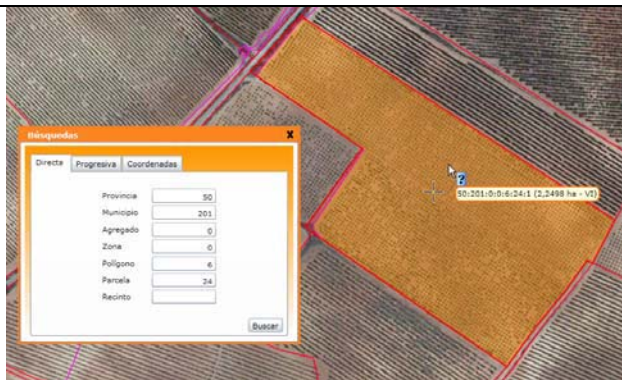 Búsquedas X
Directa Progresiva Coordenadas
Provincia 50
Municipio 201
Agregado 0
Zona 0
Polígono 6
Parcela 24
Recinto
Buscar
?
50:201:0:0:6:24:1 (2,2498 ha - VI)